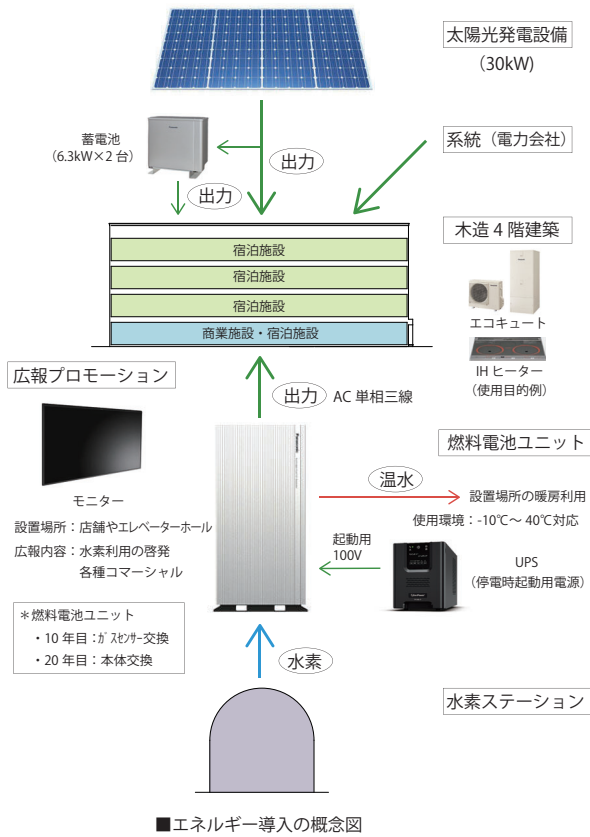 太陽光発電設備
（30kW)
蓄電池
（6.3kW×2 台）
出力
系統（電力会社）
出力
木造 4 階建築
宿泊施設
宿泊施設
宿泊施設
商業施設・宿泊施設
エコキュート
IH ヒーター
（使用目的例）
広報プロモーション
出力
AC 単相三線
モニター
設置場所：店舗やエレベーターホール
広報内容：水素利用の啓発
各種コマーシャル
燃料電池ユニット
温水
設置場所の暖房利用
使用環境：-10℃～ 40℃対応
起動用
100V
UPS
（停電時起動用電源）
＊燃料電池ユニット
・10 年目：ｶﾞｽｾﾝｻｰ交換
・20 年目：本体交換
水素
水素ステーション
■エネルギー導入の概念図